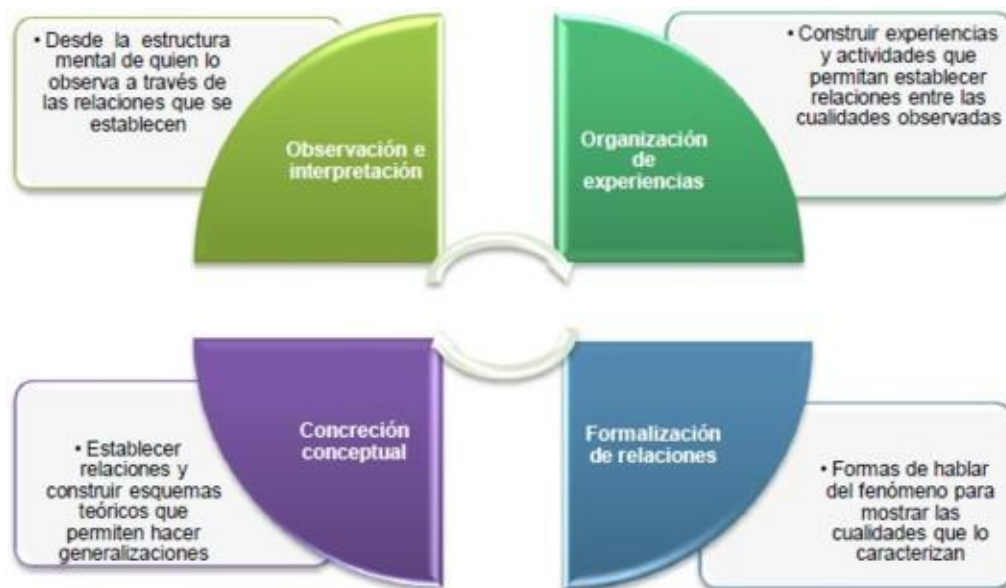 • Desde la estructura
mental de quien lo
observa a través de
las relaciones que se
establecen
Observación e
interpretación
• Construir experiencias
y actividades que
permitan establecer
relaciones entre las
cualidades observadas
Organización
de
experiencias
• Establecer
relaciones y
construir esquemas
teóricos que
permiten hacer
generalizaciones
Concreción
conceptual
Formalización
de relaciones
• Formas de hablar
del fenómeno para
mostrar las
cualidades que lo
caracterizan